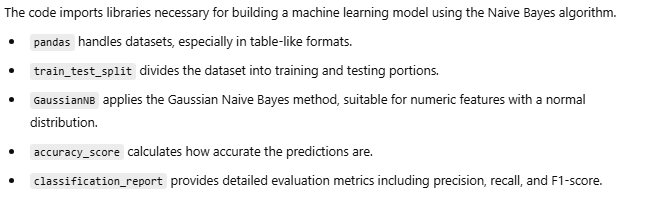 The code imports libraries necessary for building a machine learning model using the Naive Bayes algorithm.
• pandas handles datasets, especially in table-like formats.
• train_test_split divides the dataset into training and testing portions.
• GaussianNB applies the Gaussian Naive Bayes method, suitable for numeric features with a normal
distribution.
• accuracy_score calculates how accurate the predictions are.
• classification_report provides detailed evaluation metrics including precision, recall, and F1-score.